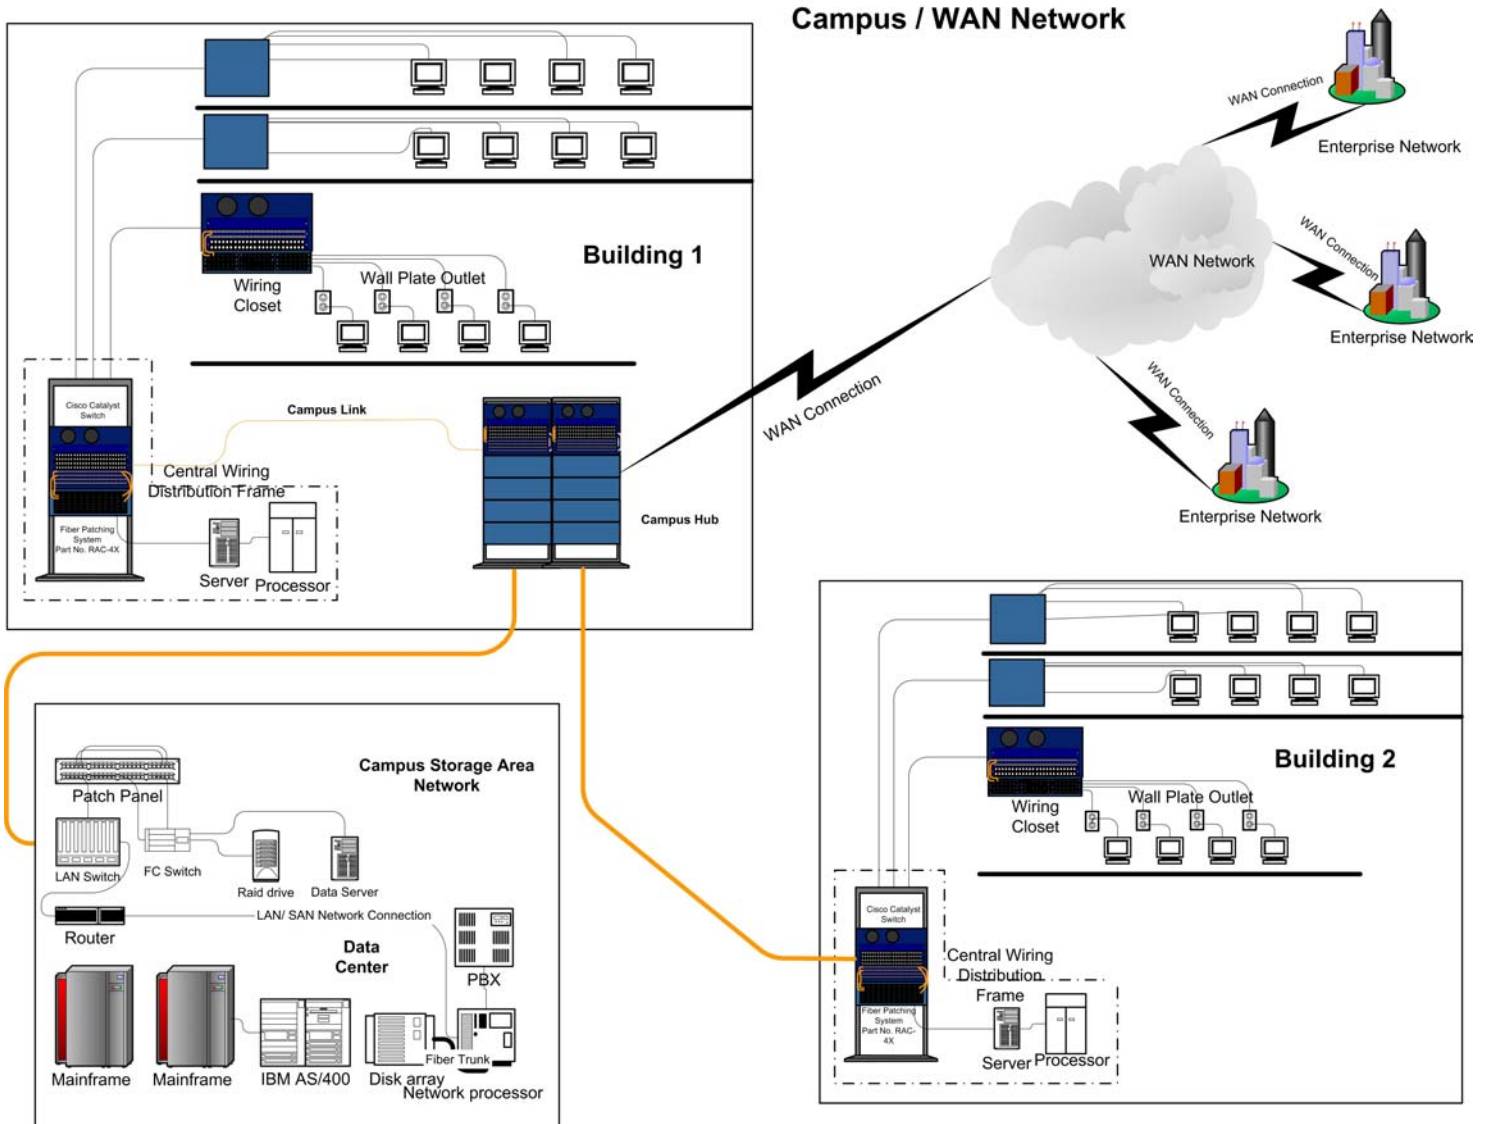 Campus / WAN Network
WAN Connection
Enterprise Network
WAN Connection
WAN Network
Enterprise Network
WAN Connection
Enterprise Network
WAN Connection
Building 1
Wiring
Closet
Wall Plate Outlet
Cisco Catalyst
Switch
Campus Link
Central Wiring
Distribution Frame
Fiber Patching
System
Part No. RAC-4X
Server
Processor
Campus Hub
Campus Storage Area
Network
Patch Panel
LAN Switch
FC Switch
Raid drive
Data Server
LAN/ SAN Network Connection
Router
Data
Center
PBX
Mainframe
Mainframe
IBM AS/400
Disk array
Fiber Trunk
Network processor
Building 2
Wiring
Closet
Wall Plate Outlet
Cisco Catalyst
Switch
Central Wiring
Distribution
Frame
Fiber Patching
System
Part No. RAC-
4X
Server
Processor